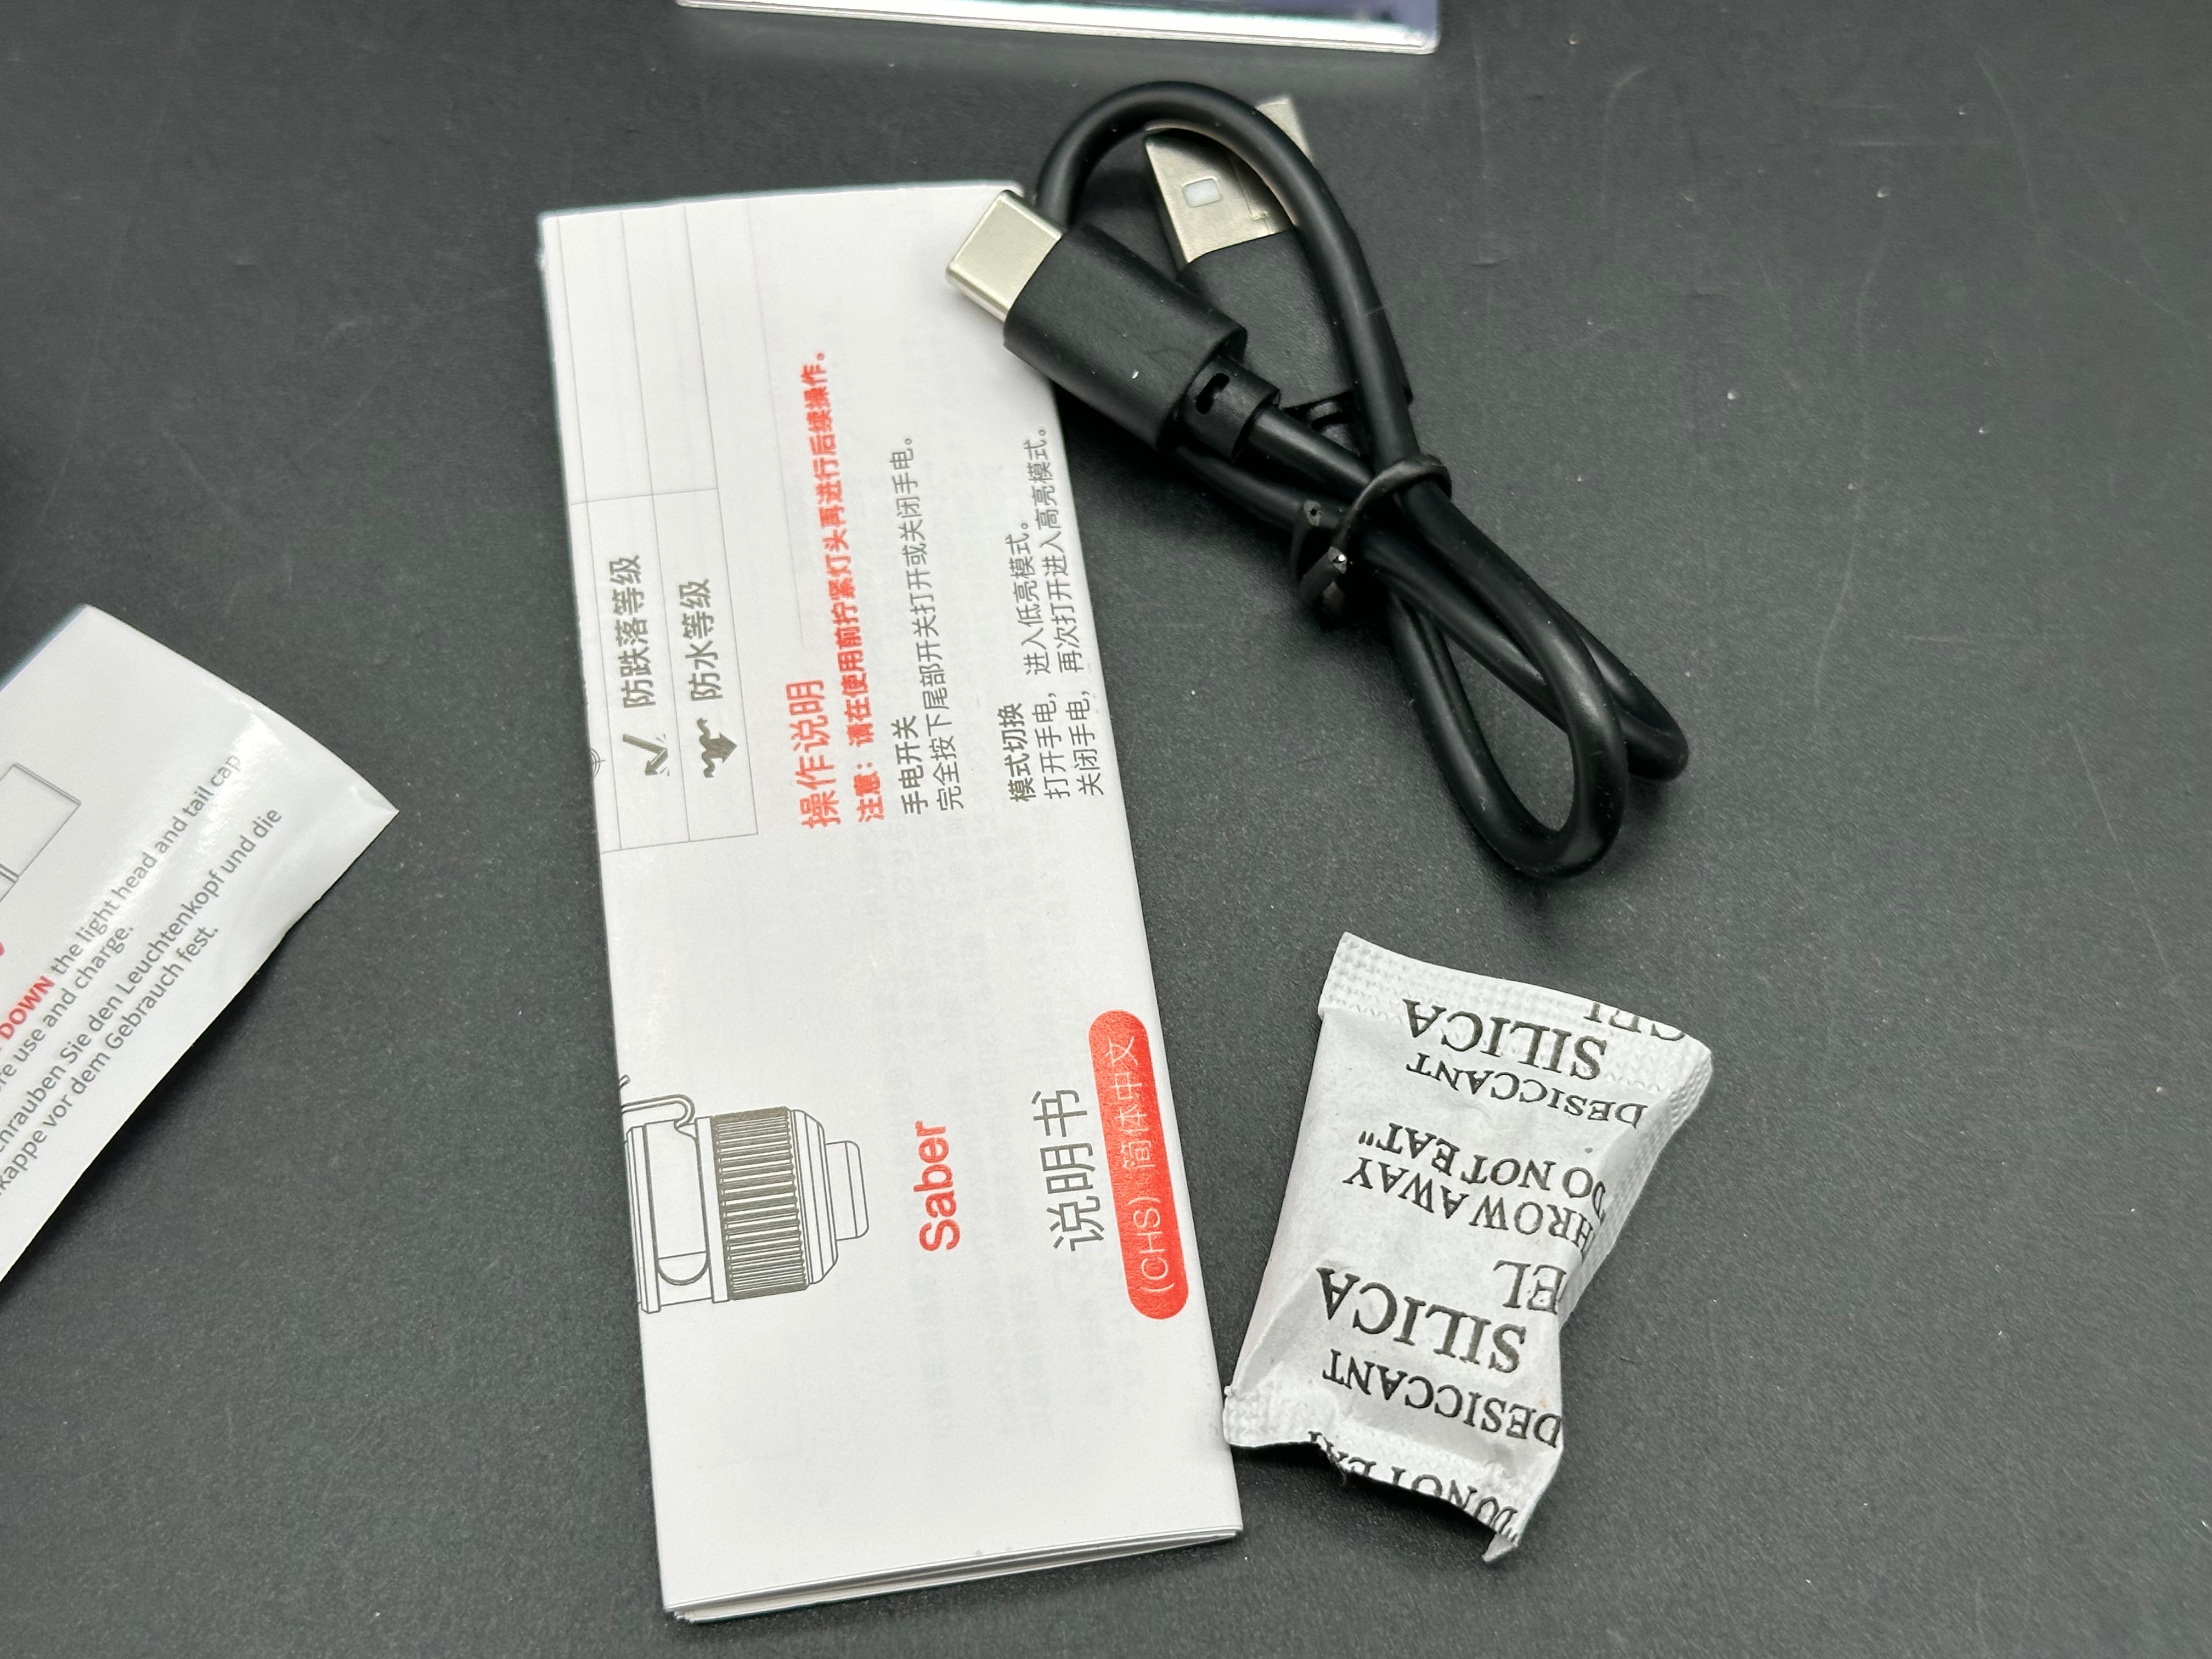 防跌落等级
防水等级
操作说明
注意：请在使用前拧紧灯头再进行后续操作。
手电开关
完全按下尾部开关打开或关闭手电。
模式切换
打开手电，进入低亮模式。
关闭手电，再次打开进入高亮模式。
Saber
说明书
(CHS) 简体中文
DOWN the light head and tail cap
use and charge.
Sie den Leuchtenkopf und die
vor dem Gebrauch fest.
SILICA
DESICCANT
DO NOT EAT"
AWAY
SILICA
DESICCANT
"DO NOT